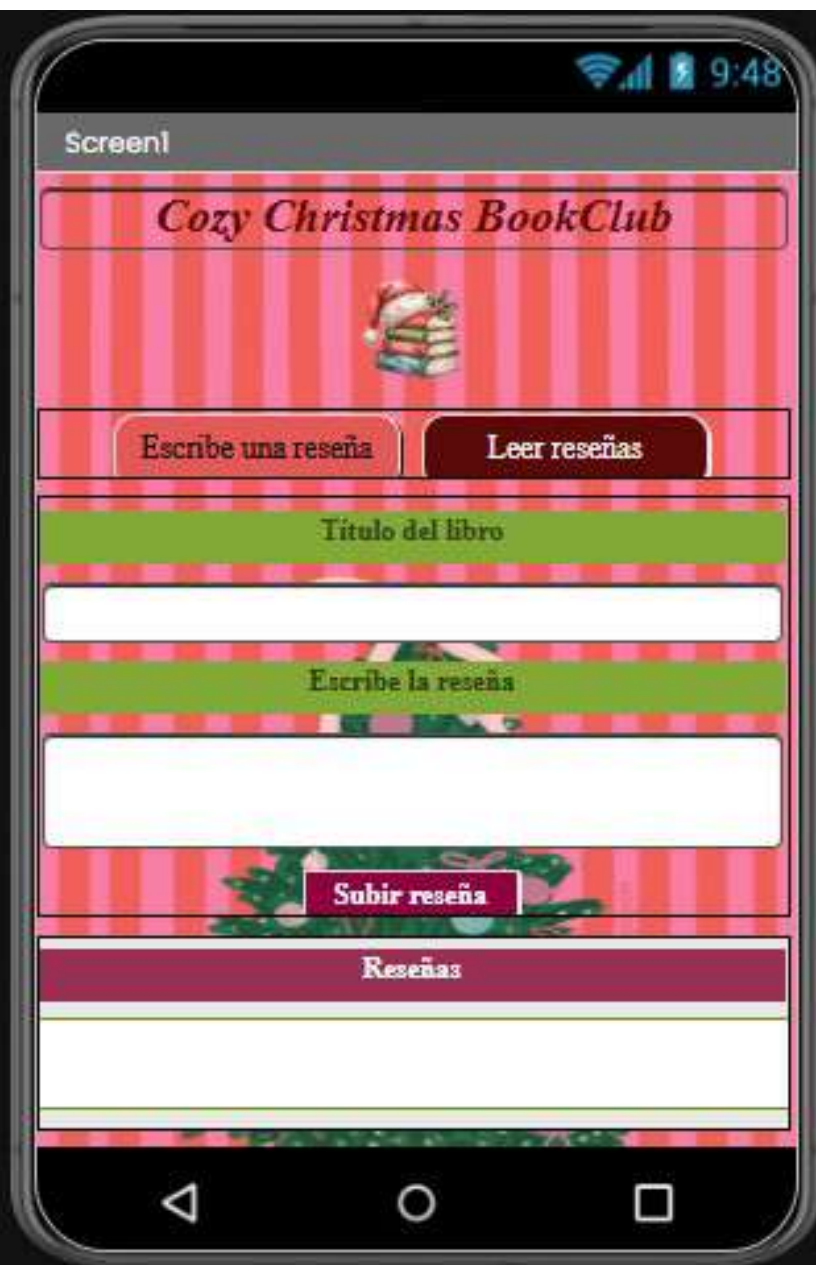 9:48
Screen1
Cozy Christmas BookClub
Escribe una reseña
Leer reseñas
Título del libro
Escribe la reseña
Subir reseña
Reseñas